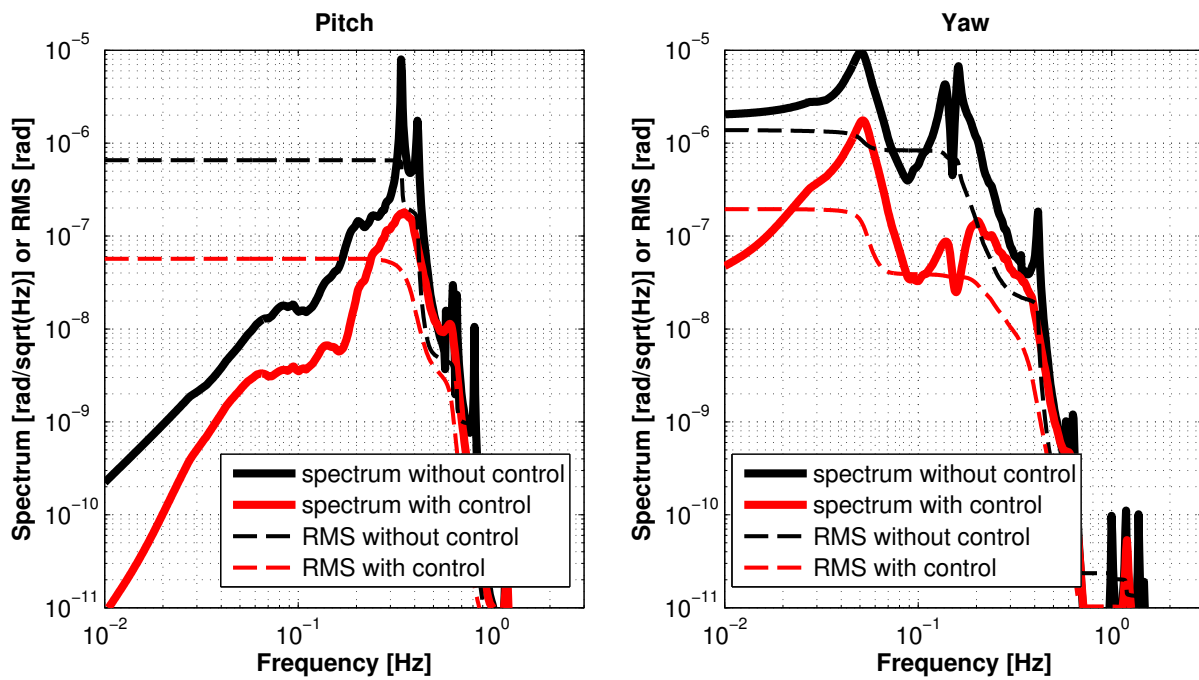 Pitch
Spectrum [rad/sqrt(Hz)] or RMS [rad]
10⁻⁵
10⁻⁶
10⁻⁷
10⁻⁸
10⁻⁹
10⁻¹⁰
10⁻¹¹
spectrum without control
spectrum with control
RMS without control
RMS with control
10⁻²
10⁻¹
10⁰
Frequency [Hz]
Yaw
Spectrum [rad/sqrt(Hz)] or RMS [rad]
10⁻⁵
10⁻⁶
10⁻⁷
10⁻⁸
10⁻⁹
10⁻¹⁰
10⁻¹¹
spectrum without control
spectrum with control
RMS without control
RMS with control
10⁻²
10⁻¹
10⁰
Frequency [Hz]